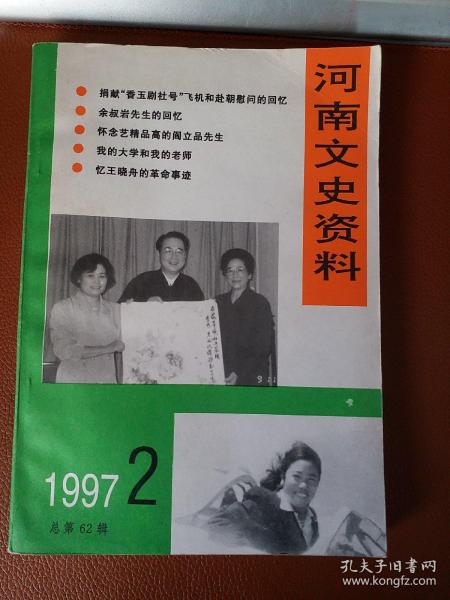 捐献“香玉剧社号”飞机和赴朝慰问的回忆
余叔岩先生的回忆
怀念艺精品高的阎立品先生
我的大学和我的老师
忆王晓舟的革命事迹
河南文史资料
1997 2
总第62辑
孔夫子旧书网
www.kongfz.com